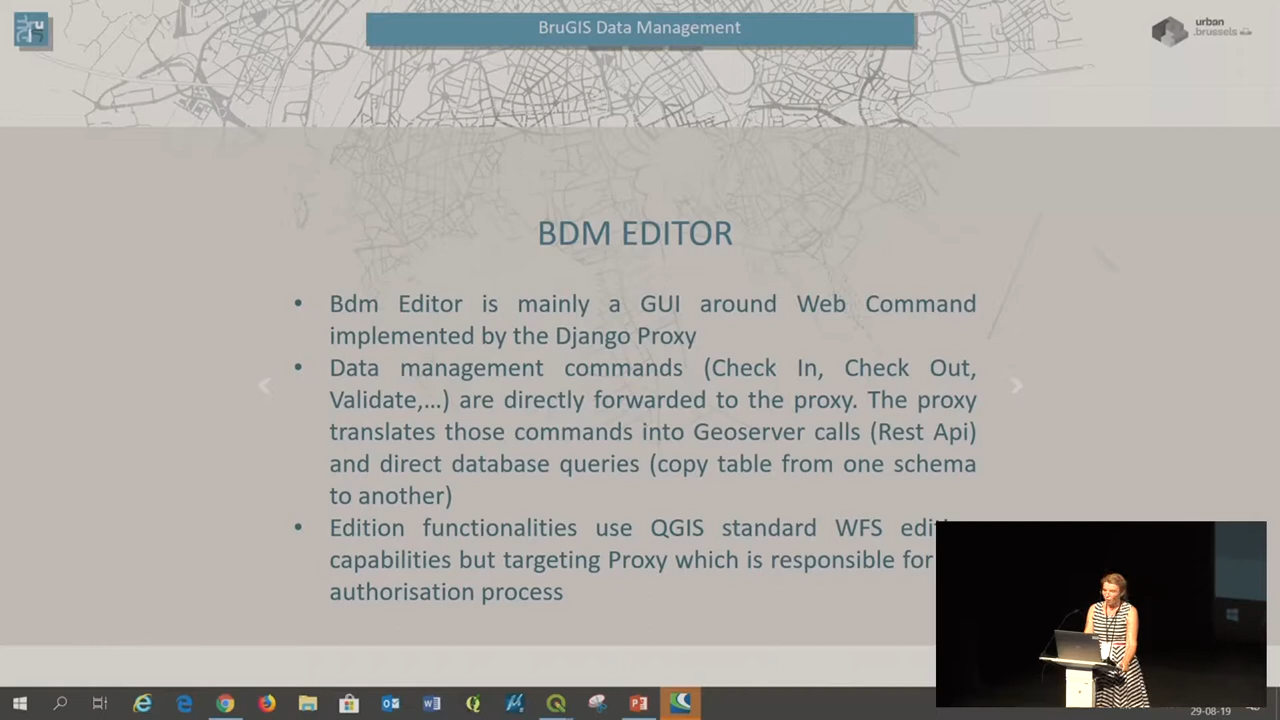 BruGIS Data Management
urban
.brussels
BDM EDITOR
• Bdm Editor is mainly a GUI around Web Command
implemented by the Django Proxy
• Data management commands (Check In, Check Out,
Validate,...) are directly forwarded to the proxy. The proxy
translates those commands into Geoserver calls (Rest Api)
and direct database queries (copy table from one schema
to another)
• Edition functionalities use QGIS standard WFS
capabilities but targeting Proxy which is responsible for
authorisation process
29-08-19